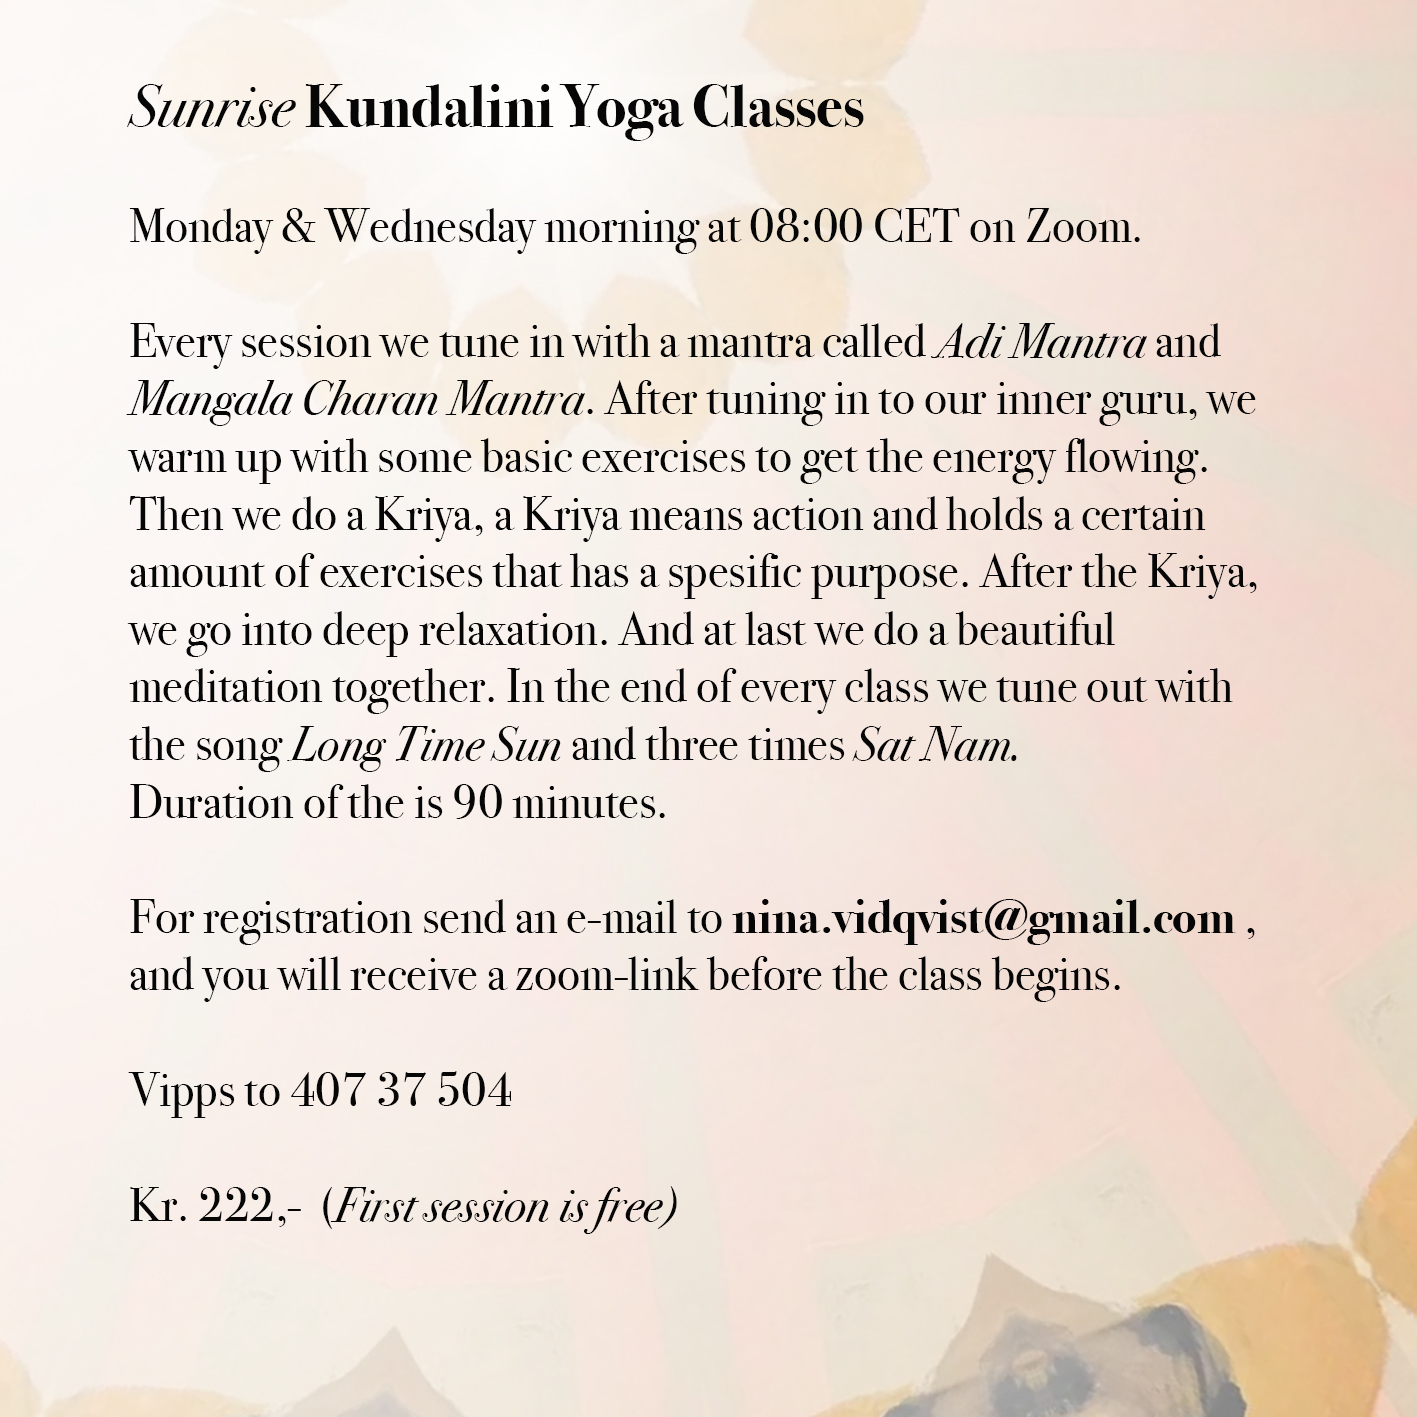 Sunrise Kundalini Yoga Classes
Monday & Wednesday morning at 08:00 CET on Zoom.
Every session we tune in with a mantra called Adi Mantra and
Mangala Charan Mantra. After tuning in to our inner guru, we
warm up with some basic exercises to get the energy flowing.
Then we do a Kriya, a Kriya means action and holds a certain
amount of exercises that has a spesific purpose. After the Kriya,
we go into deep relaxation. And at last we do a beautiful
meditation together. In the end of every class we tune out with
the song Long Time Sun and three times Sat Nam.
Duration of the is 90 minutes.
For registration send an e-mail to nina.vidqvist@gmail.com ,
and you will receive a zoom-link before the class begins.
Vipps to 407 37 504
Kr. 222,- (First session is free)